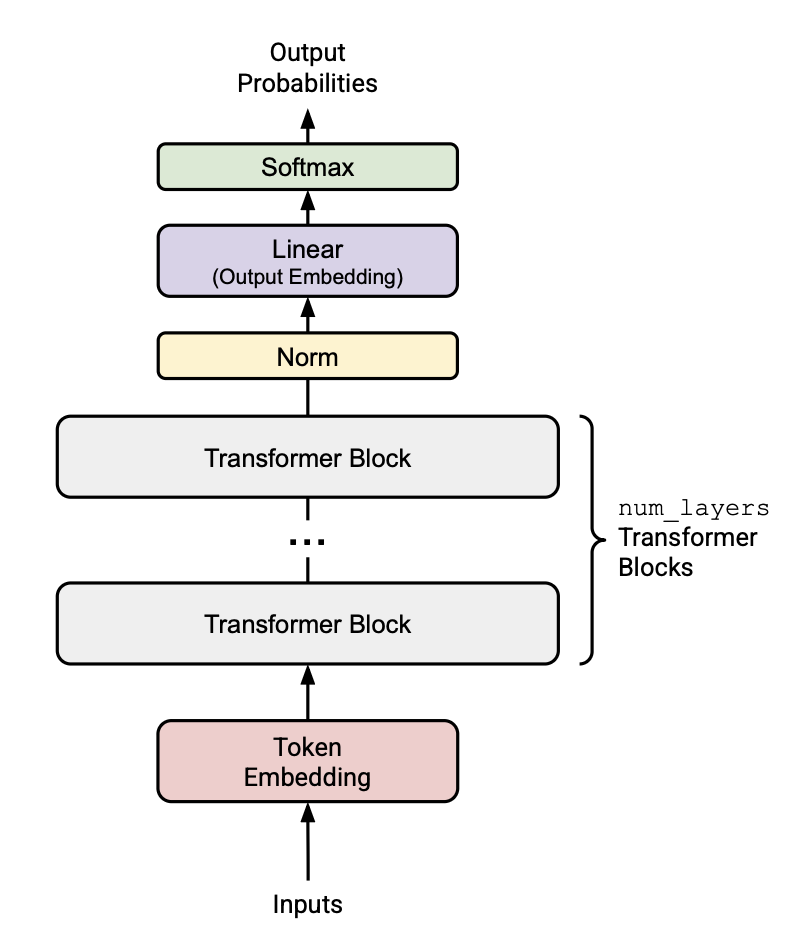 Output
Probabilities
Softmax
Linear
(Output Embedding)
Norm
Transformer Block
...
Transformer Block
num_layers
Transformer
Blocks
Token
Embedding
Inputs